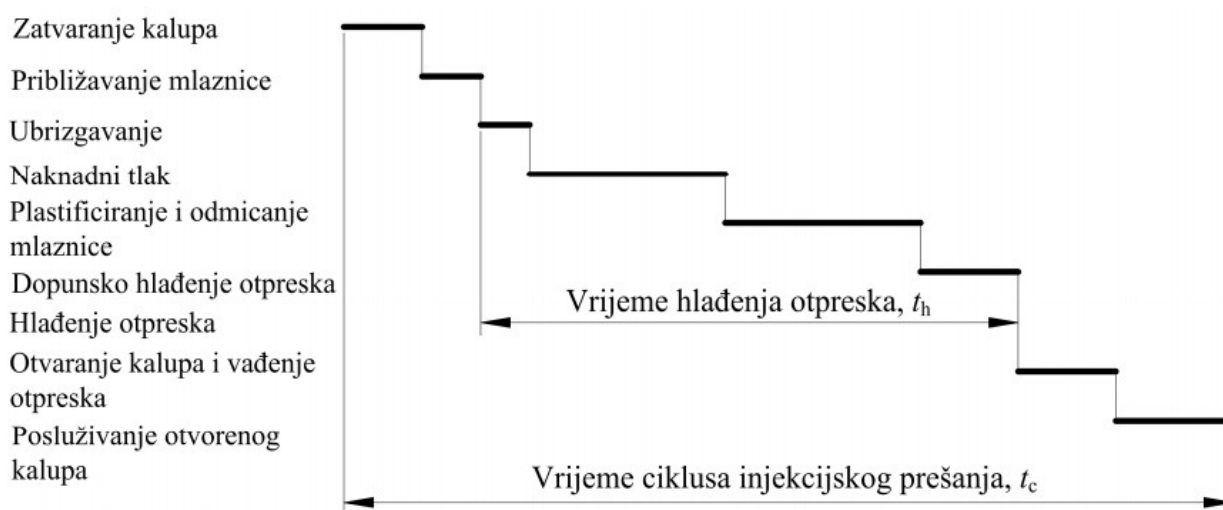 Zatvaranje kalupa
Približavanje mlaznice
Ubrizgavanje
Naknadni tlak
Plastificiranje i odmicanje
mlaznice
Dopunsko hlađenje otpreska
Hlađenje otpreska
Vrijeme hlađenja otpreska, th
Otvaranje kalupa i vađenje
otpreska
Posluživanje otvorenog
kalupa
Vrijeme ciklusa injekcijskog prešanja, tc